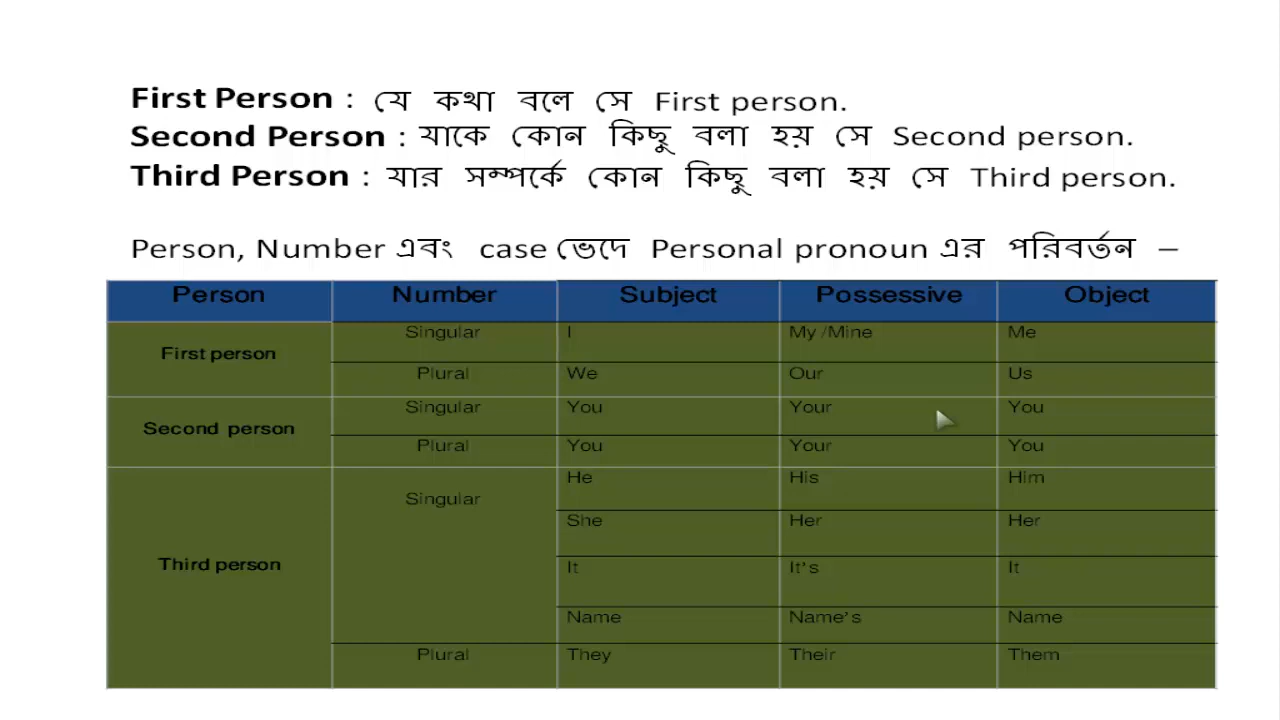 First Person : যে কথা বলে সে First person.
Second Person : যাকে কোন কিছু বলা হয় সে Second person.
Third Person : যার সম্পর্কে কোন কিছু বলা হয় সে Third person.
Person, Number এবং case ভেদে Personal pronoun এর পরিবর্তন –
Person Number Subject Possessive Object
First person Singular I My /Mine Me
Plural We Our Us
Second person Singular You Your You
Plural You Your You
Third person Singular He His Him
She Her Her
It It's It
Name Name's Name
Plural They Their Them